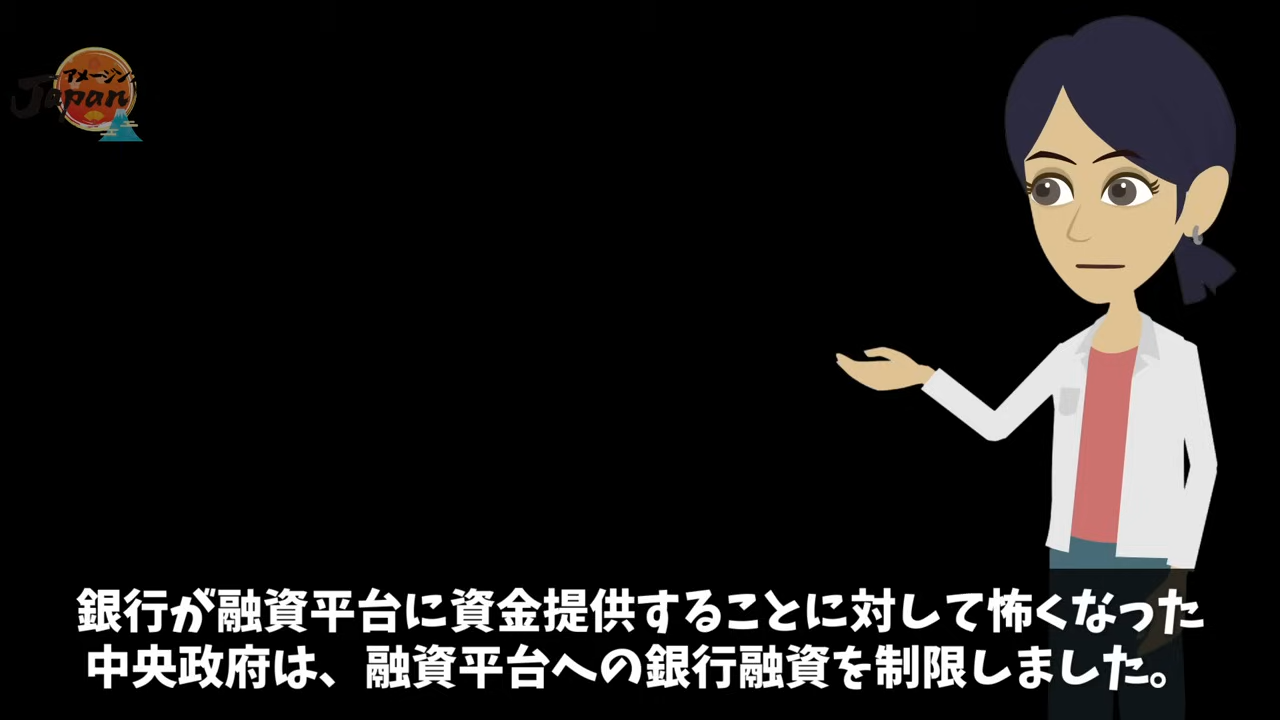 アメージング
Japan
銀行が融資平台に資金提供することに対して怖くなった
中央政府は、融資平台への銀行融資を制限しました。